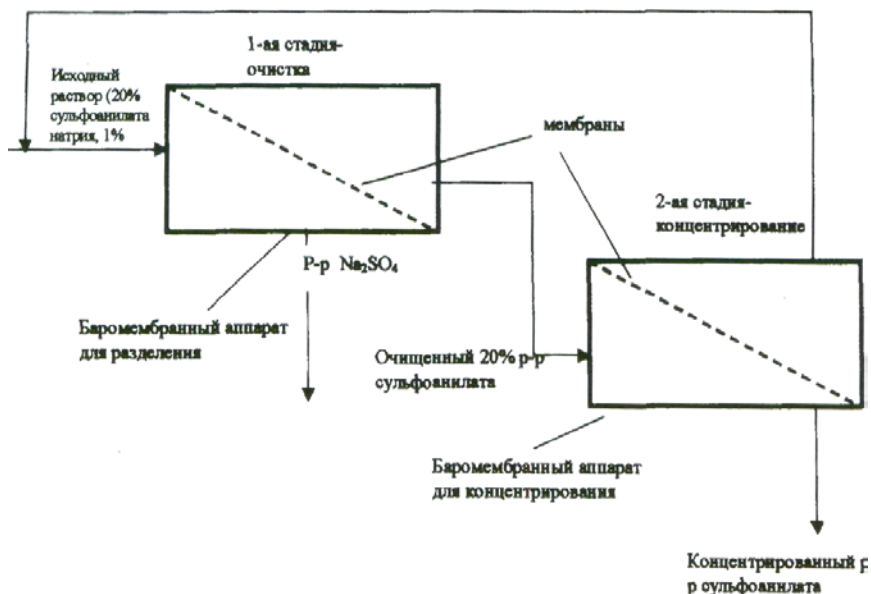 1-ая стадия-
очистка
Исходный
раствор (20%
сульфоанилата
натрия, 1%
мембраны
2-ая стадия-
концентрирование
Р-р Na₂SO₄
Баромембранный аппарат
для разделения
Очищенный 20% р-р
сульфоанилата
Баромембранный аппарат
для концентрирования
Концентрированный р
р сульфоанилата